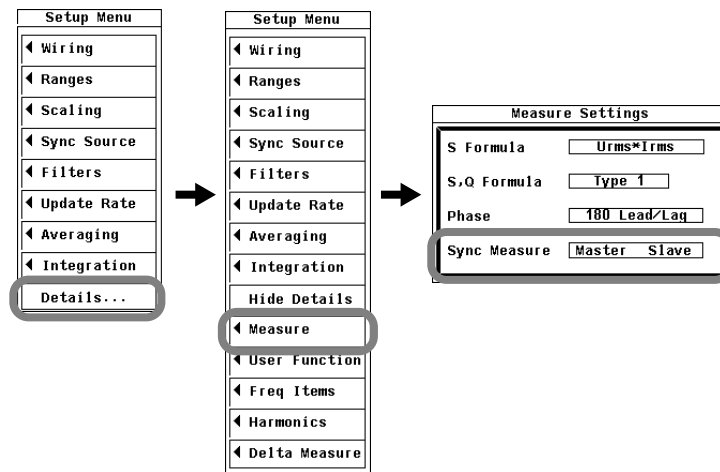 Setup Menu
Wiring
Ranges
Scaling
Sync Source
Filters
Update Rate
Averaging
Integration
Details...
Setup Menu
Wiring
Ranges
Scaling
Sync Source
Filters
Update Rate
Averaging
Integration
Hide Details
Measure
User Function
Freq Items
Harmonics
Delta Measure
Measure Settings
S Formula Urms*Irms
S,Q Formula Type 1
Phase 180 Lead/Lag
Sync Measure Master Slave